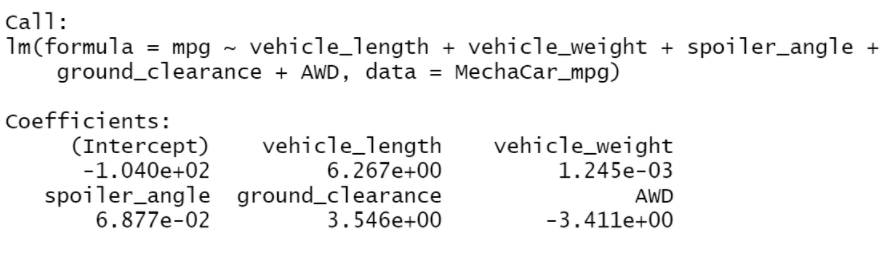 Call:
lm(formula = mpg ~ vehicle_length + vehicle_weight + spoiler_angle +
    ground_clearance + AWD, data = MechaCar_mpg)

Coefficients:
     (Intercept)    vehicle_length    vehicle_weight
      -1.040e+02         6.267e+00         1.245e-03
   spoiler_angle  ground_clearance               AWD
       6.877e-02         3.546e+00        -3.411e+00